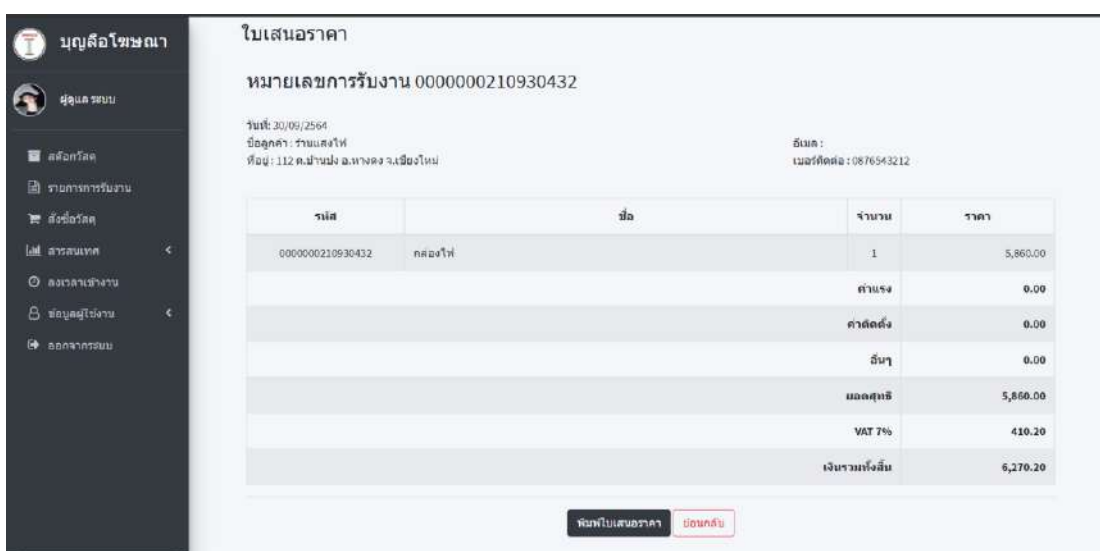 บุญลือโฆษณา
ผู้ดูแล ระบบ
สต๊อกวัสดุ
รายการการรับงาน
สั่งซื้อวัสดุ
สารสนเทศ
ลงเวลาเข้างาน
ข้อมูลผู้ใช้งาน
ออกจากระบบ
ใบเสนอราคา
หมายเลขการรับงาน 0000000210930432
วันที่: 30/09/2564
ชื่อลูกค้า : ร้านแสงไฟ
อีเมล :
ที่อยู่ : 112 ต.บ้านปง อ.หางดง จ.เชียงใหม่
เบอร์ติดต่อ : 0876543212
รหัส ชื่อ จำนวน ราคา
0000000210930432 กล่องไฟ 1 5,860.00
ค่าแรง 0.00
ค่าติดตั้ง 0.00
อื่นๆ 0.00
ยอดสุทธิ 5,860.00
VAT 7% 410.20
เงินรวมทั้งสิ้น 6,270.20
พิมพ์ใบเสนอราคา ย้อนกลับ